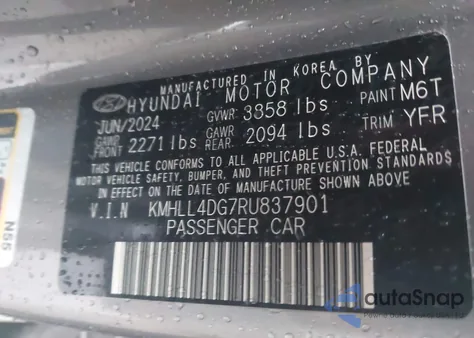 MANUFACTURED IN KOREA BY
HYUNDAI MOTOR COMPANY
JUN/2024 GVWR 3858 lbs PAINT M6T
GAWR FRONT 2271 lbs GAWR REAR 2094 lbs TRIM YFR
THIS VEHICLE CONFORMS TO ALL APPLICABLE U.S.A. FEDERAL
MOTOR VEHICLE SAFETY, BUMPER, AND THEFT PREVENTION STANDARDS
IN EFFECT ON THE DATE OF MANUFACTURE SHOWN ABOVE.
V.I.N KMHLL4DG7RU837901
PASSENGER CAR
N55
autaSnap